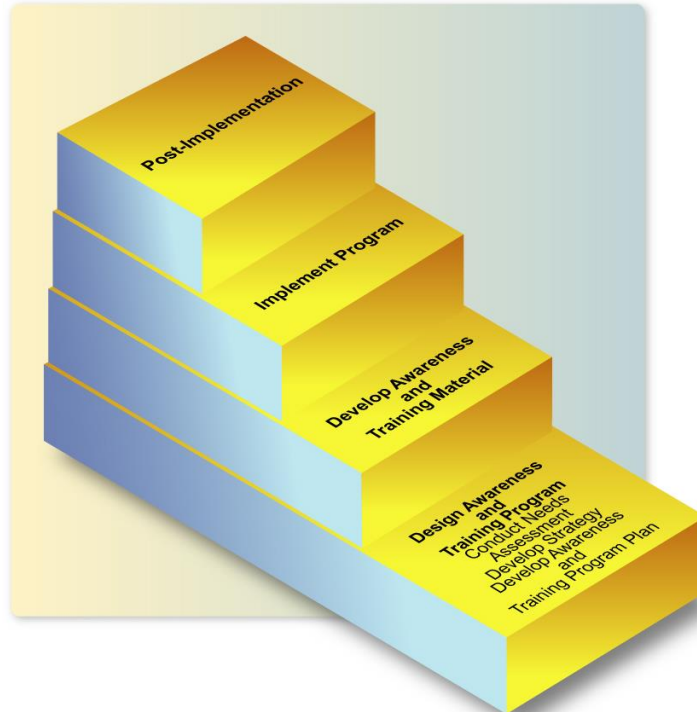 Post-Implementation
Implement Program
Develop Awareness
and
Training Material
Design Awareness
and
Training Program
Conduct Needs
Assessment
Develop Strategy
Develop Awareness
and
Training Program Plan